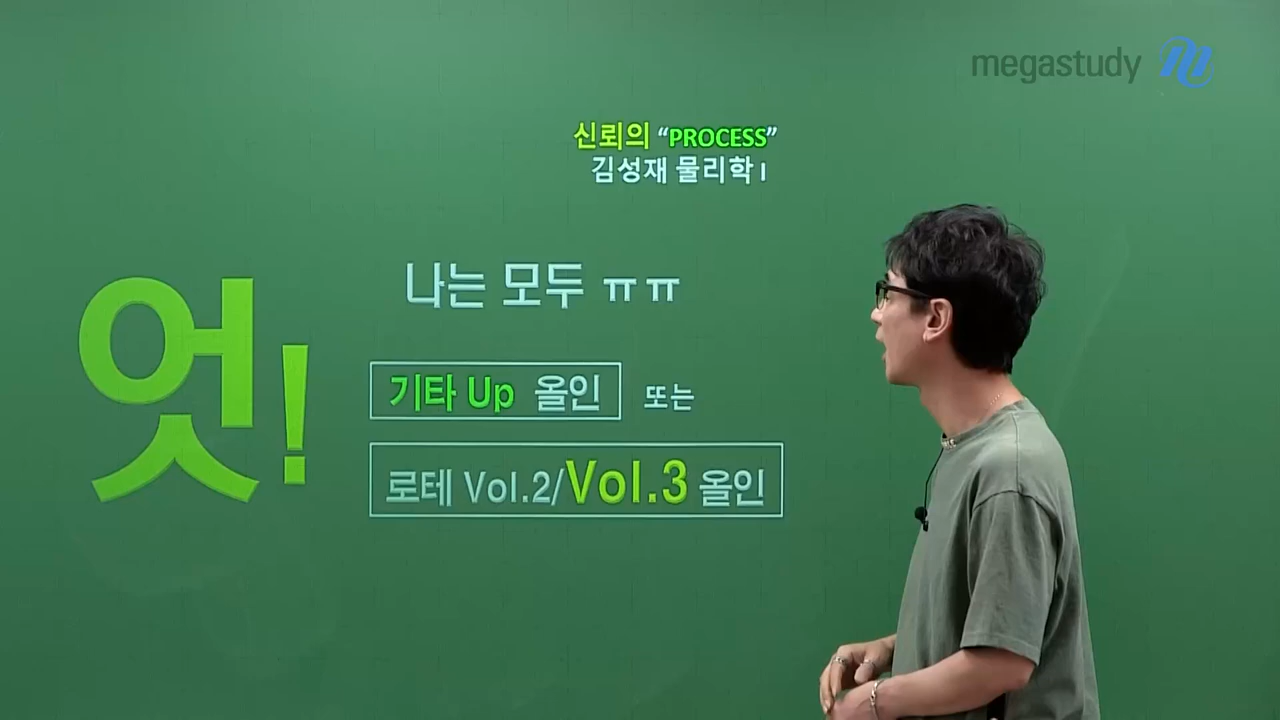 megastudy
신뢰의 “PROCESS”
김성재 물리학 I
엇!
나는 모두 ㅠㅠ
기타 Up 올인 또는
로테 Vol.2/Vol.3 올인